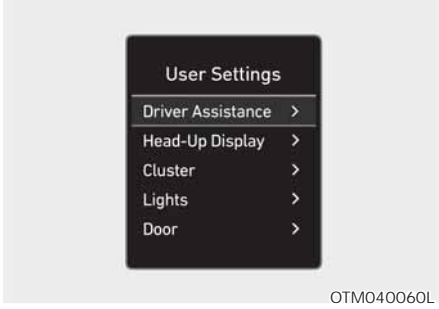 User Settings
Driver Assistance >
Head-Up Display >
Cluster >
Lights >
Door >
OTM040060L